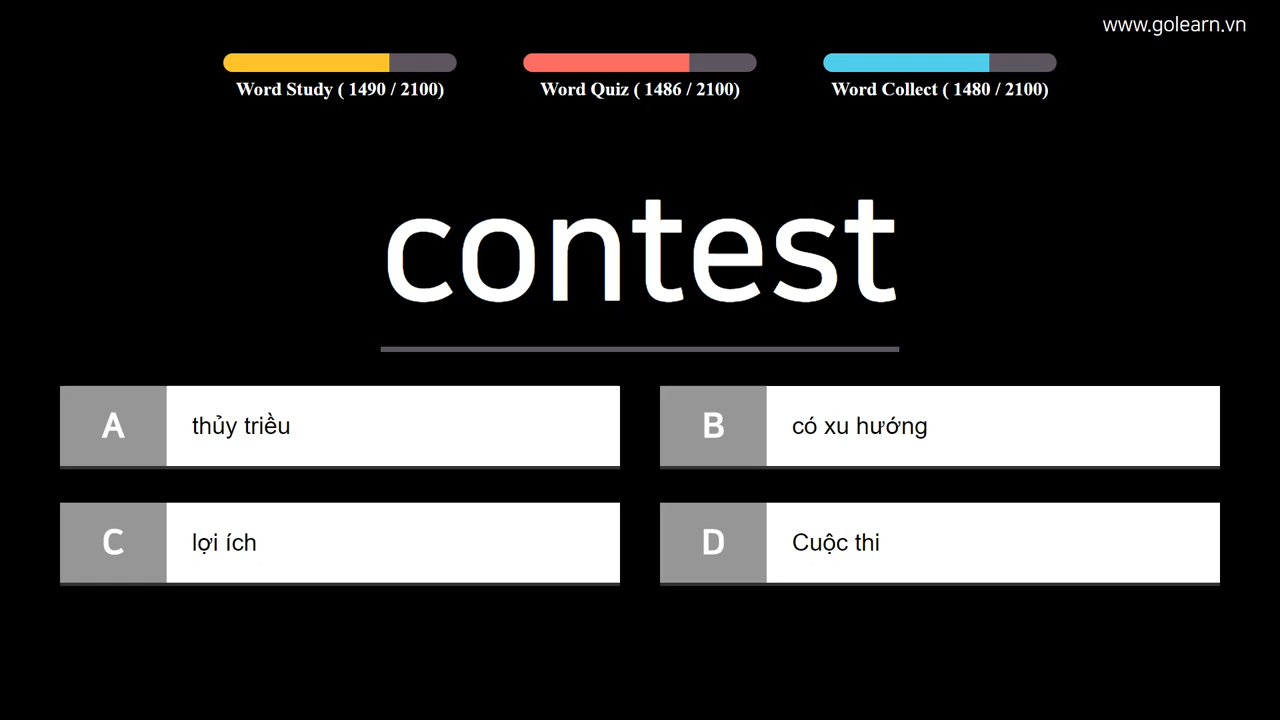 www.golearn.vn
Word Study ( 1490 / 2100)
Word Quiz ( 1486 / 2100)
Word Collect ( 1480 / 2100)
contest
A thủy triều
B có xu hướng
C lợi ích
D Cuộc thi